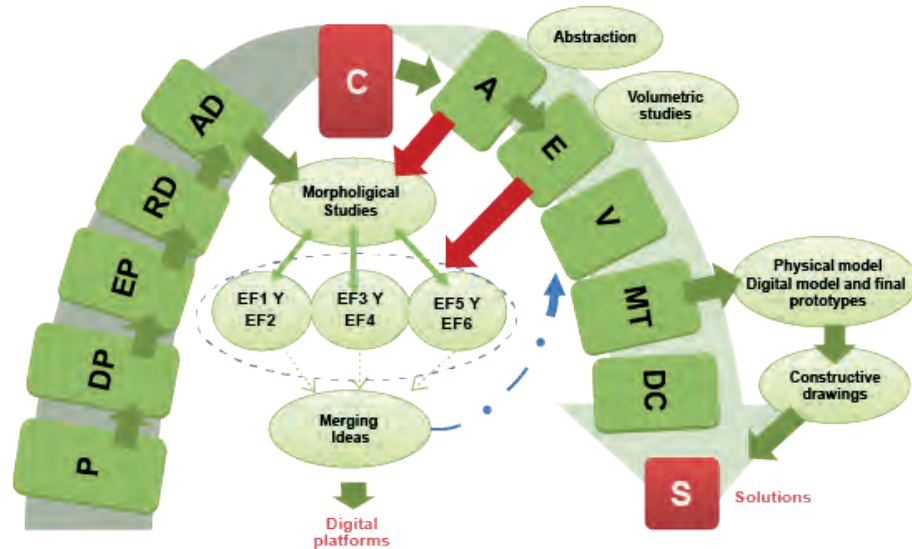 P
DP
EP
RD
AD
C
A
E
V
MT
DC
S
Abstraction
Volumetric
studies
Morpholigical
Studies
EF1 Y
EF2
EF3 Y
EF4
EF5 Y
EF6
Merging
Ideas
Digital
platforms
Physical model
Digital model and final
prototypes
Constructive
drawings
Solutions